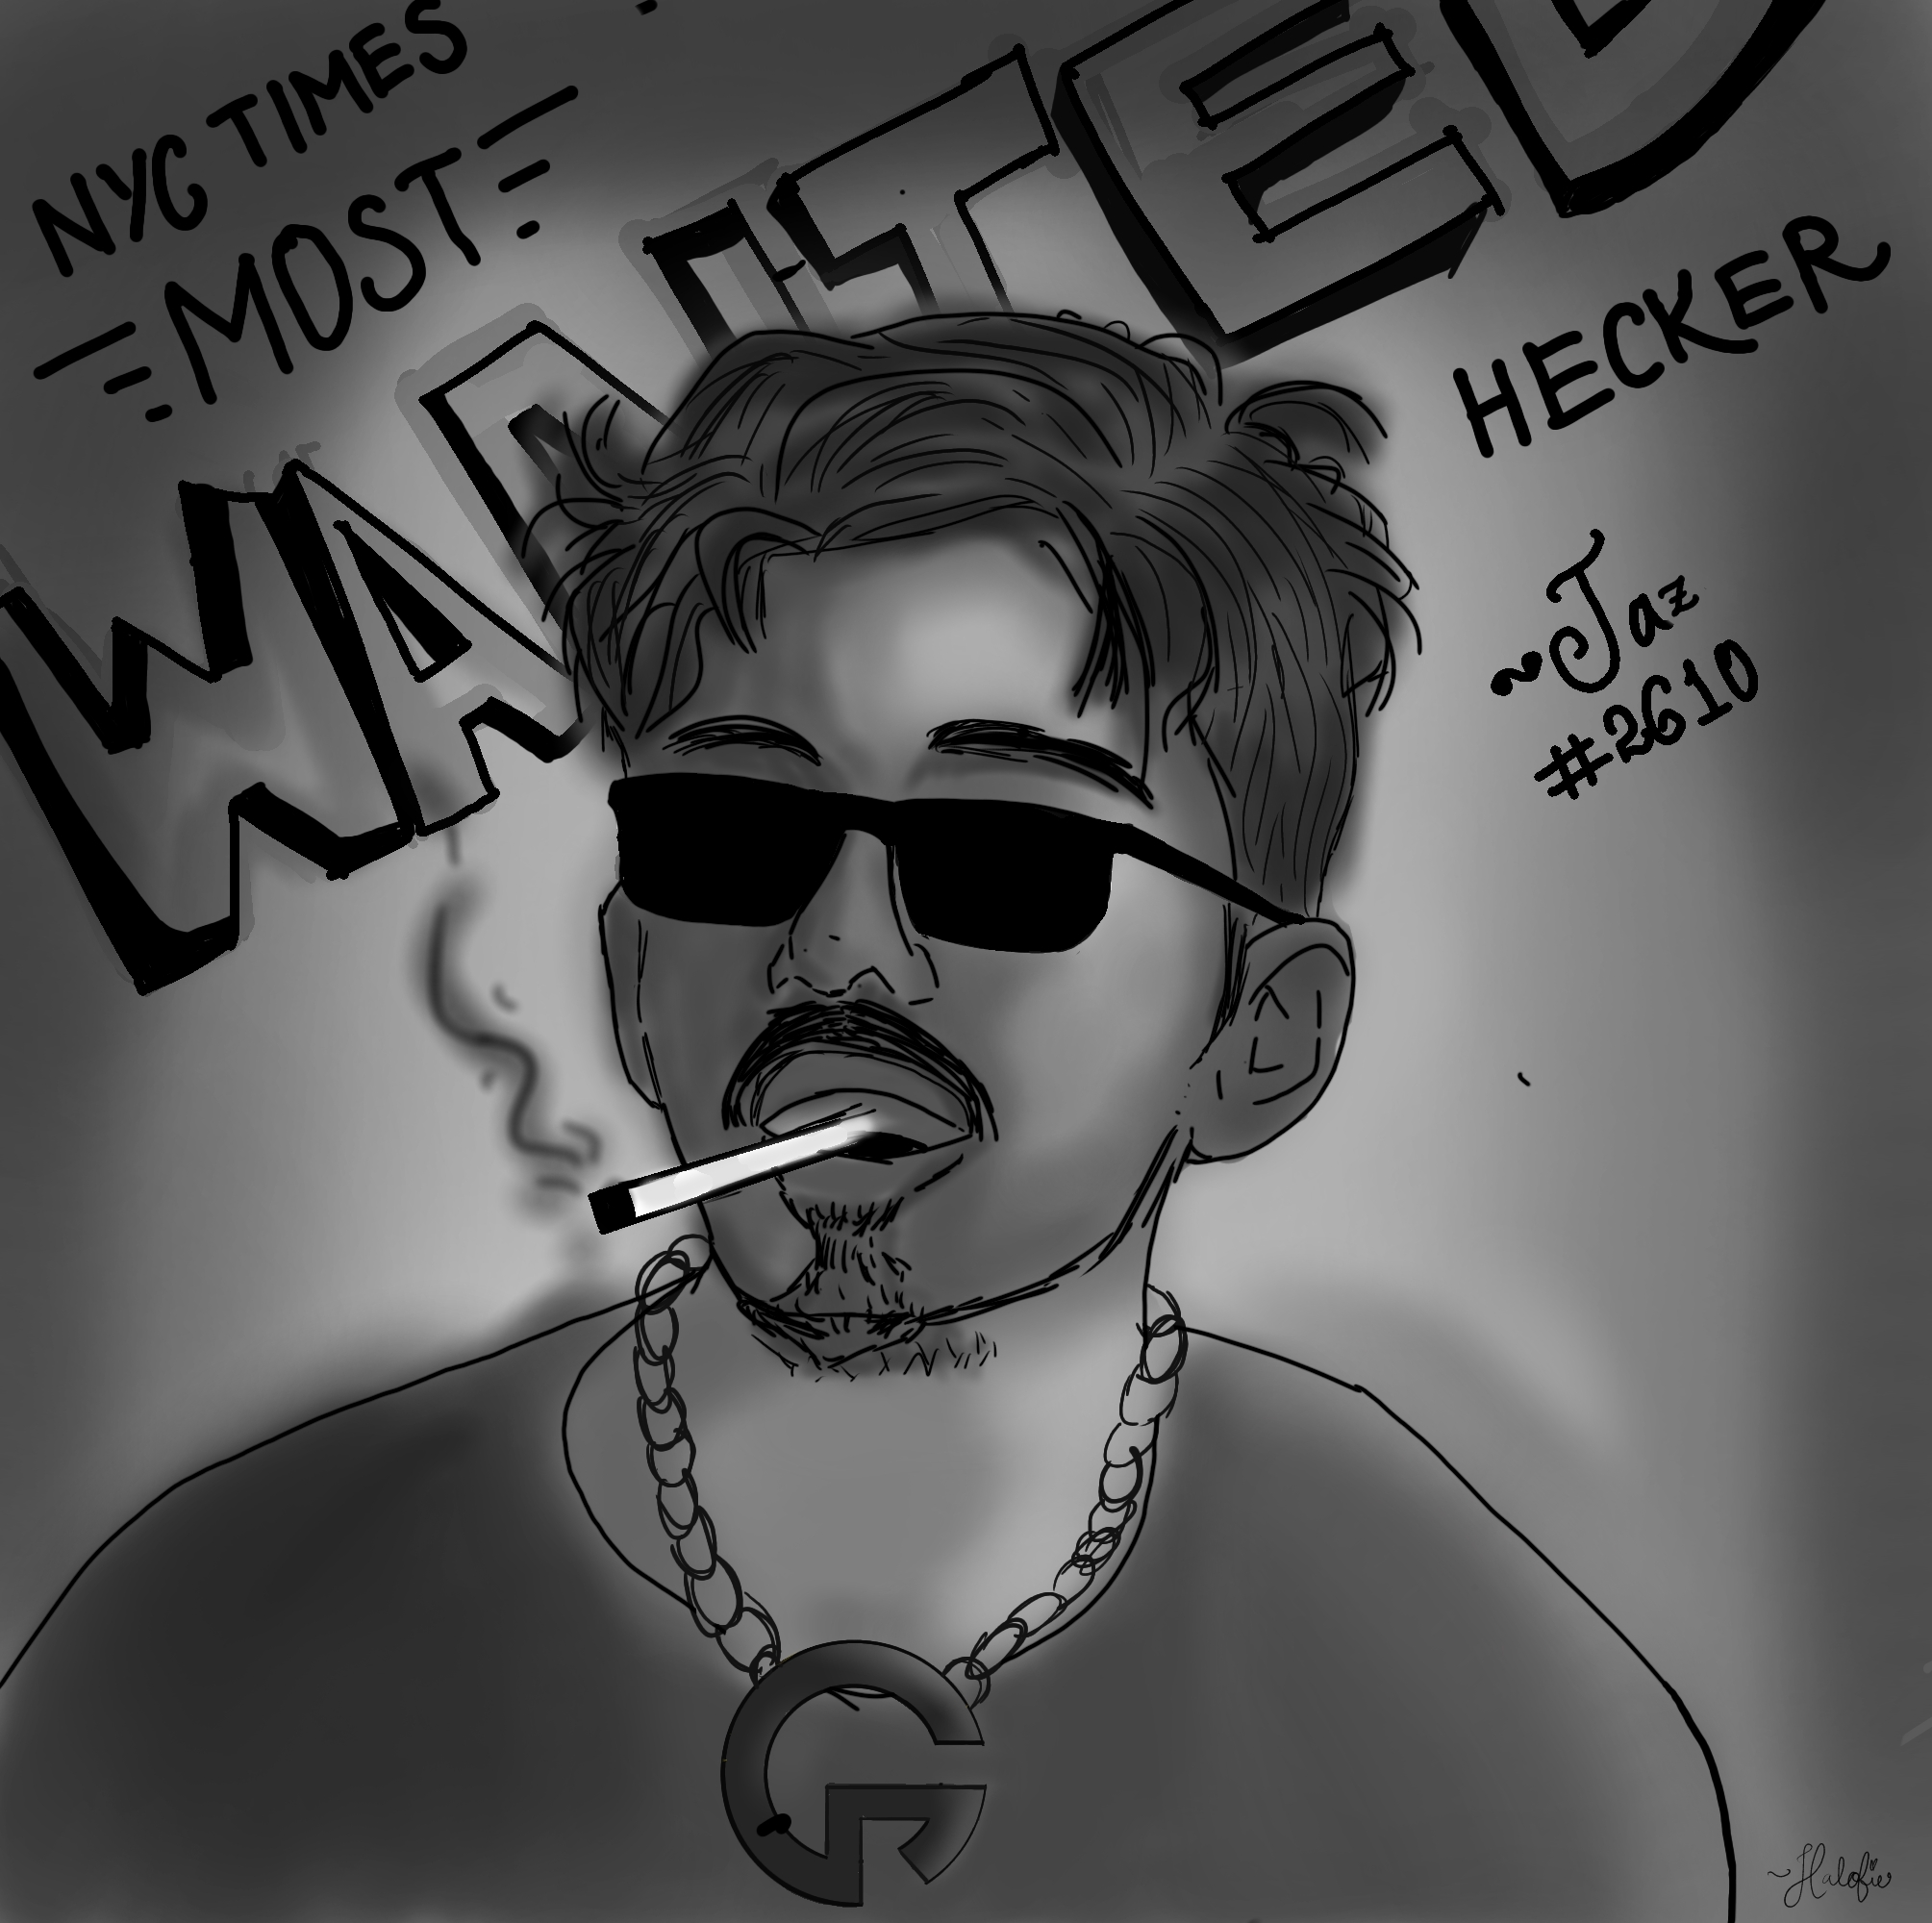 NYC TIMES
=MOST=
WANTED
HECKER
~Jaz
#2610
G
~Halofie